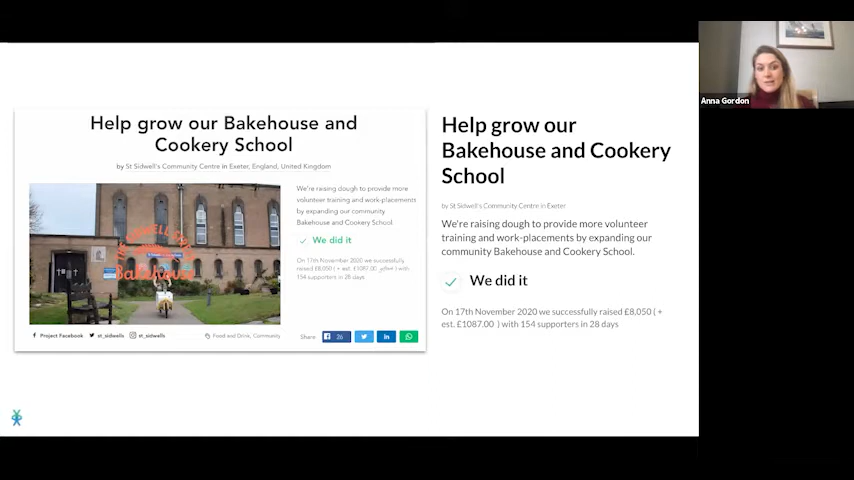 Anna Gordon
Help grow our Bakehouse and
Cookery School
by St Sidwell's Community Centre in Exeter, England, United Kingdom
THE SIDWELL STREET
Bakehouse
We're raising dough to provide more
volunteer training and work-placements
by expanding our community
Bakehouse and Cookery School.
We did it
On 17th November 2020 we successfully
raised £8,050 ( + est. £1087.00 ) with
154 supporters in 28 days
Project Facebook
st_sidwells
st_sidwells
Food and Drink, Community
Share
26
Help grow our
Bakehouse and Cookery
School
by St Sidwell's Community Centre in Exeter
We're raising dough to provide more volunteer
training and work-placements by expanding our
community Bakehouse and Cookery School.
We did it
On 17th November 2020 we successfully raised £8,050 ( +
est. £1087.00 ) with 154 supporters in 28 days